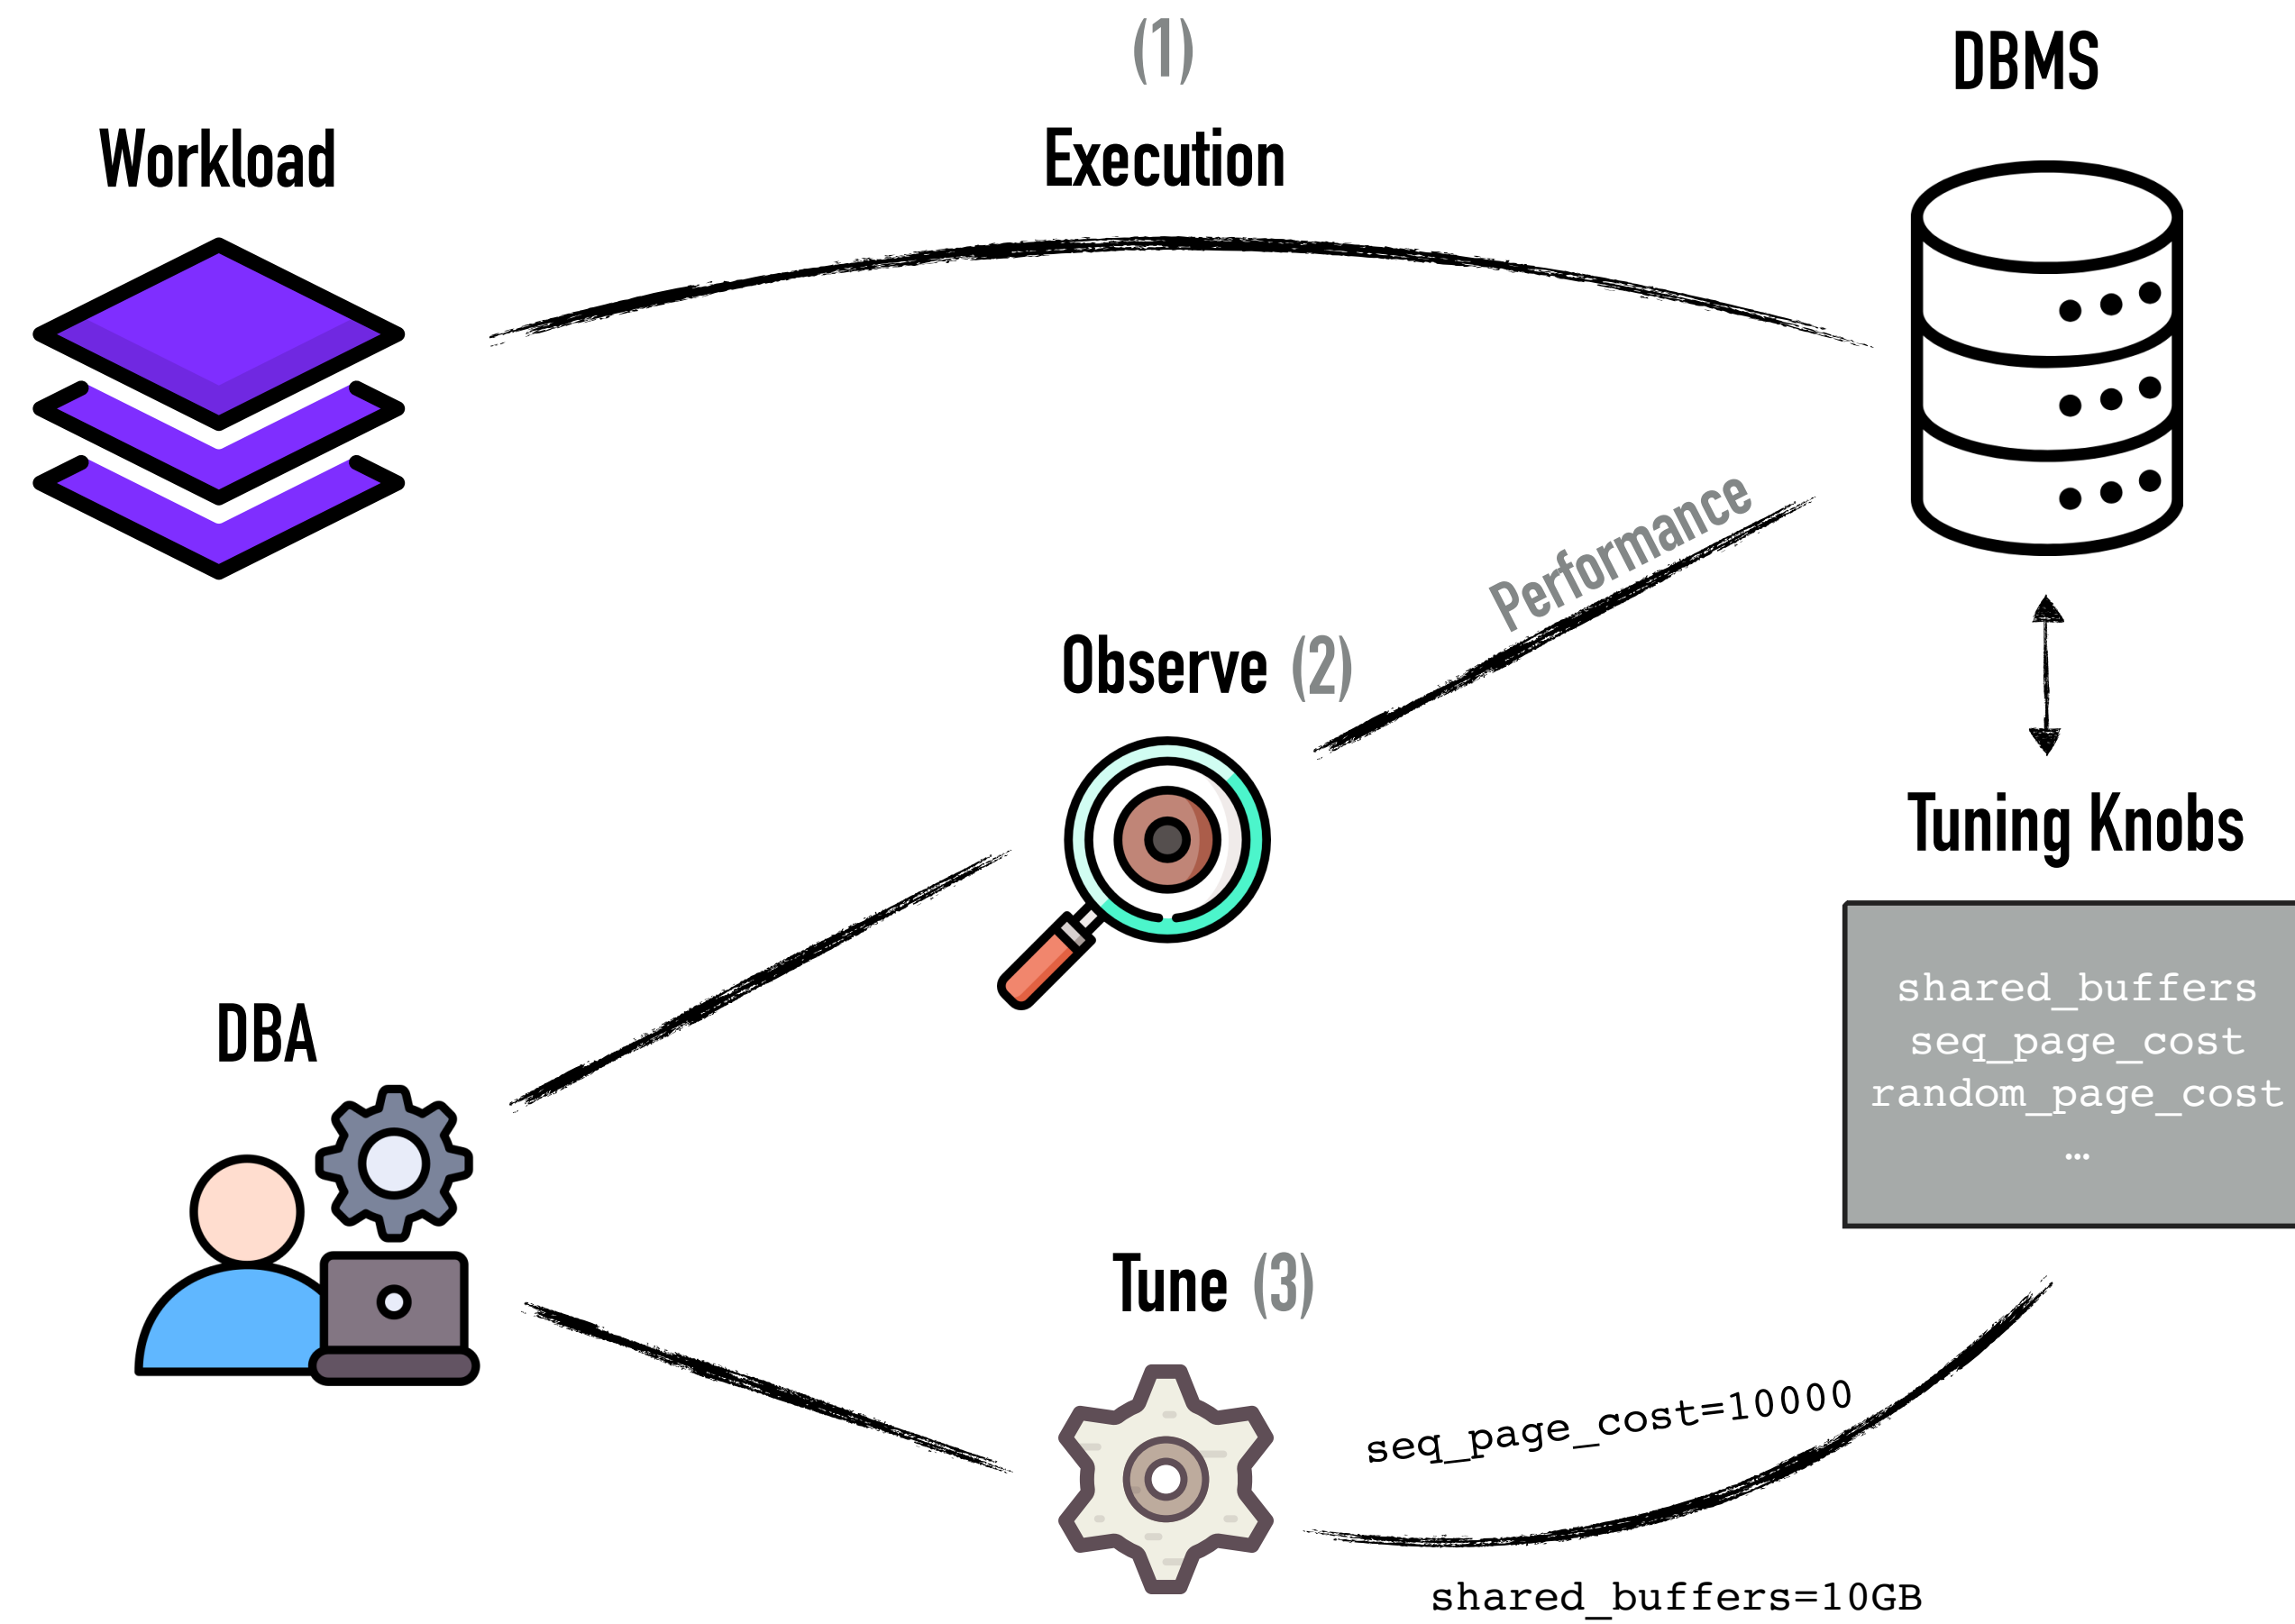 (1)
Execution
DBMS
Workload
Performance
Observe (2)
Tuning Knobs
shared_buffers
seq_page_cost
random_page_cost
…
DBA
Tune (3)
seq_page_cost=10000
shared_buffers=10GB